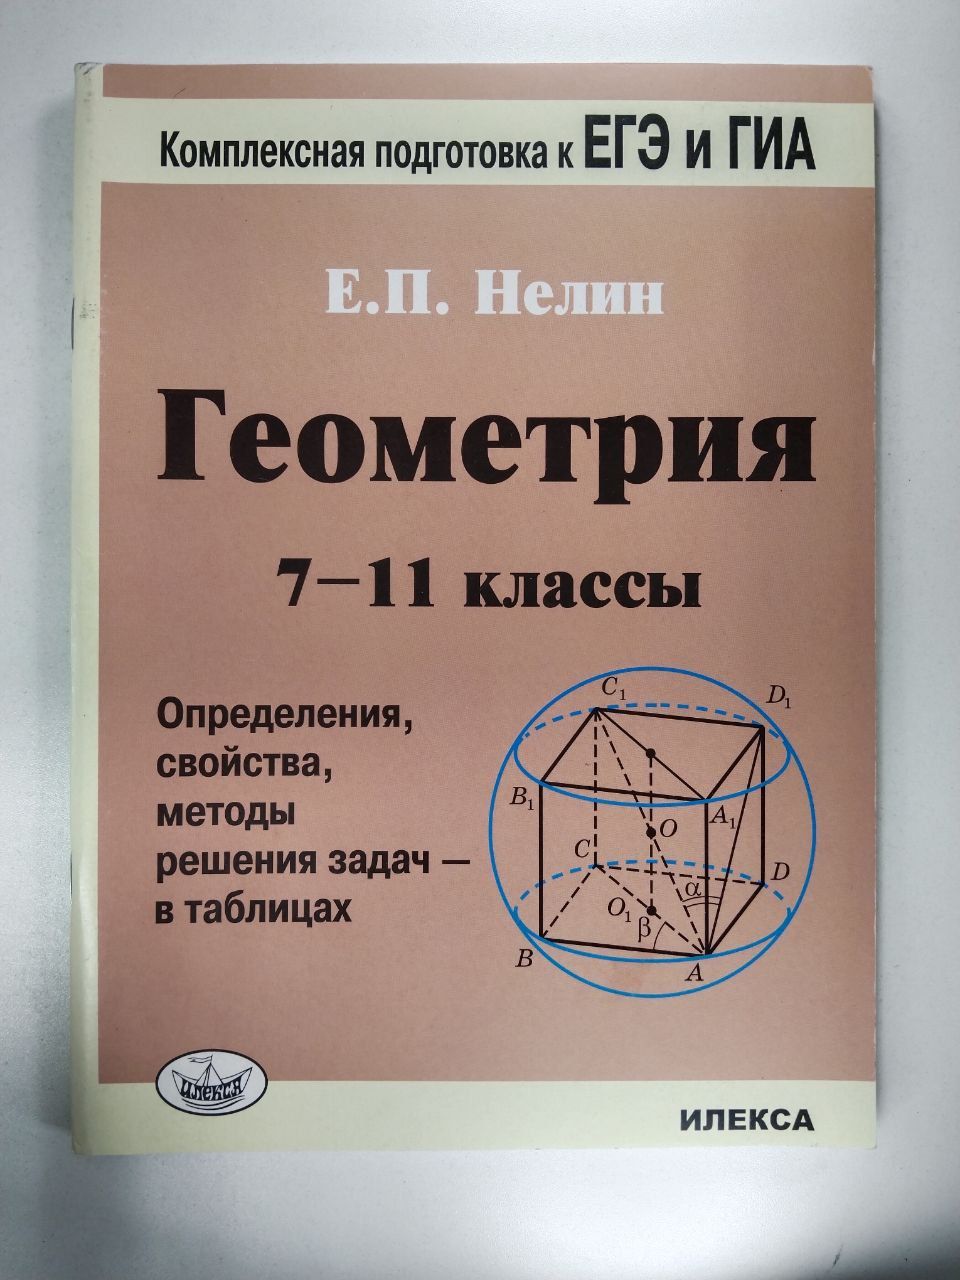 Комплексная подготовка к ЕГЭ и ГИА
Е.П. Нелин
Геометрия
7–11 классы
Определения,
свойства,
методы
решения задач –
в таблицах
C₁
D₁
B₁
A₁
O
C
D
α
O₁
β
B
A
ИЛЕКСА
ИЛЕКСА